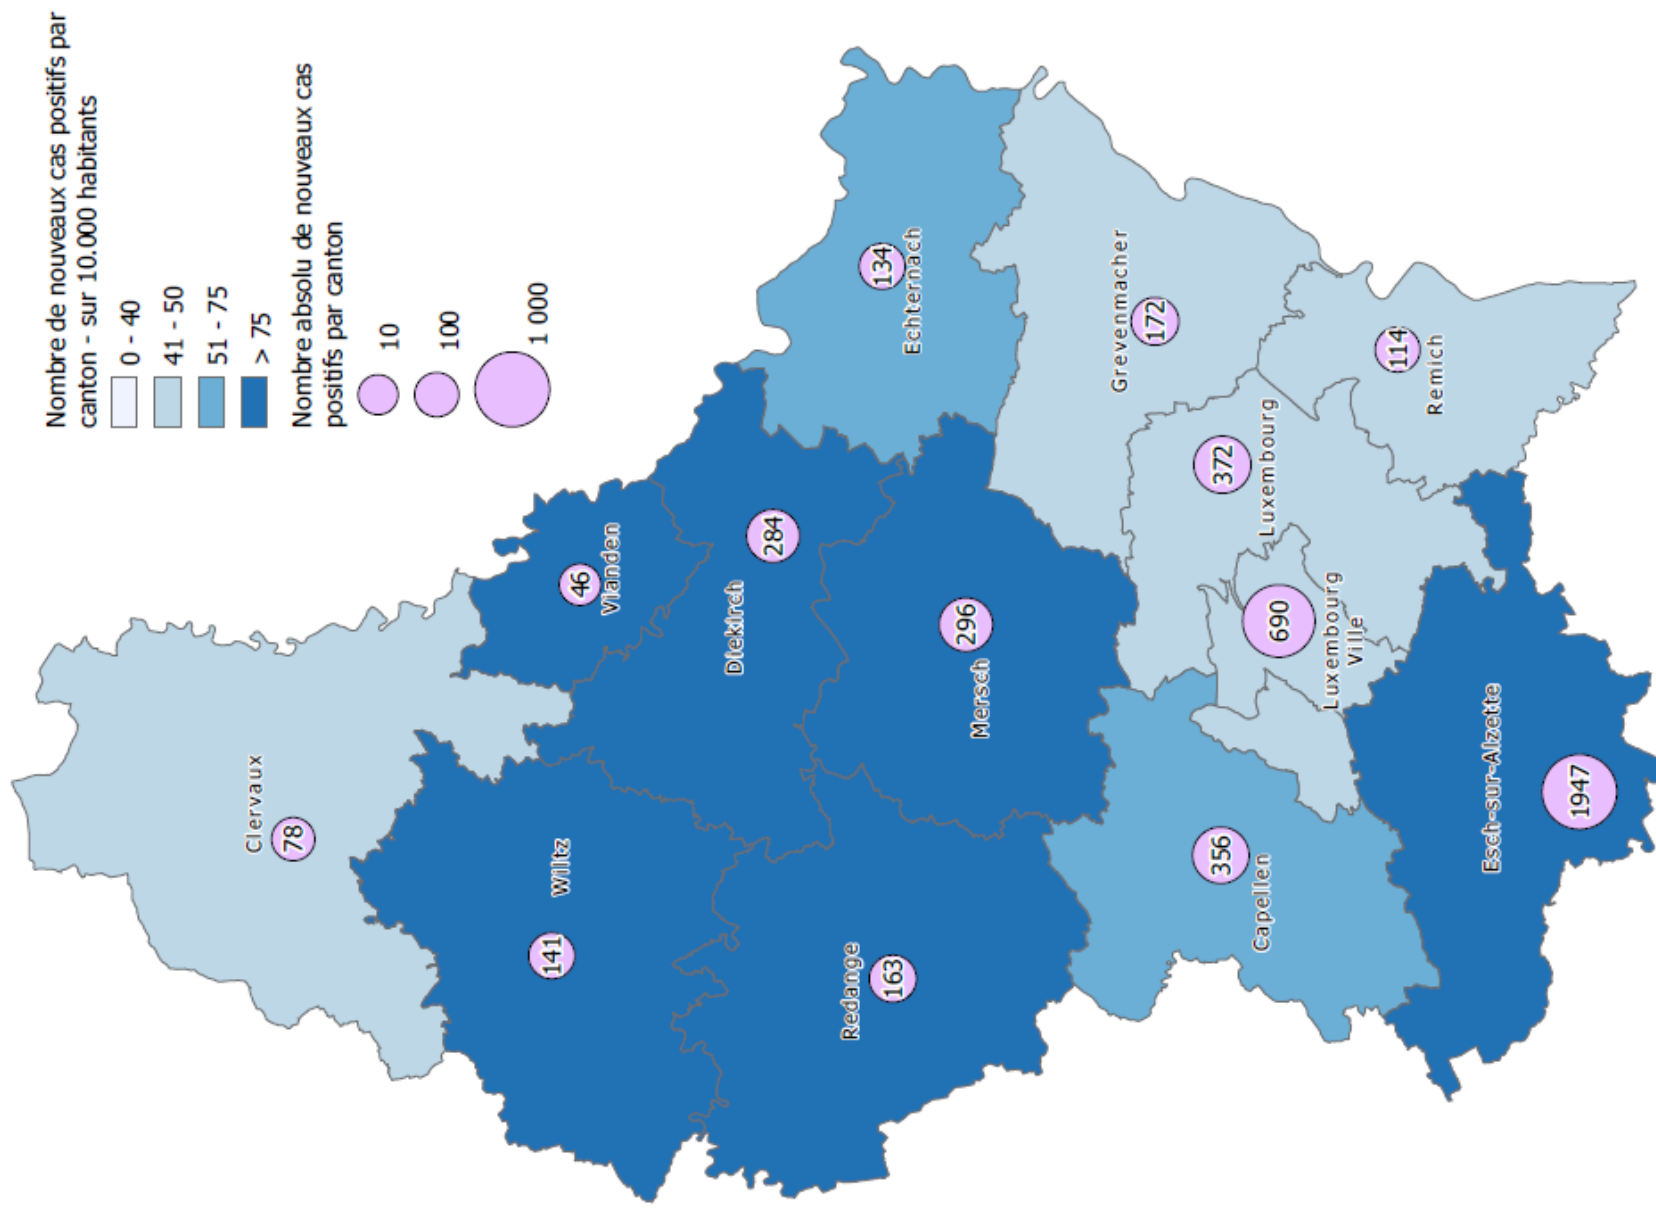 Nombre de nouveaux cas positifs par
canton - sur 10.000 habitants
0 - 40
41 - 50
51 - 75
> 75
Nombre absolu de nouveaux cas
positifs par canton
10
100
1 000
Clervaux
78
Wiltz
141
46
Vianden
Diekirch
284
Redange
163
296
Mersch
134
Echternach
Grevenmacher
172
372
Luxembourg
690
Luxembourg
Ville
356
Capellen
114
Remich
Esch-sur-Alzette
1947